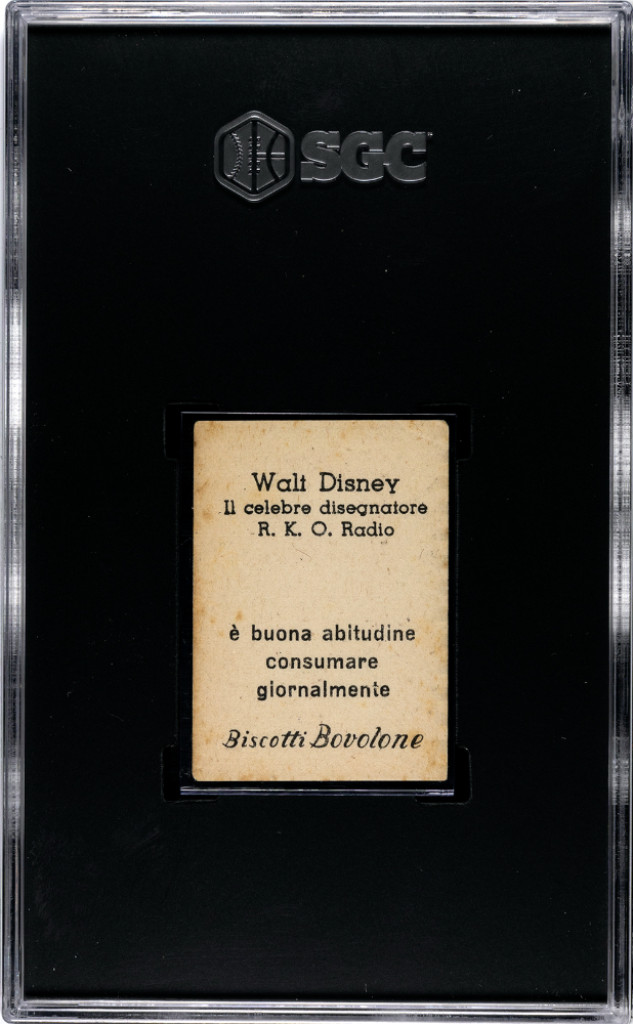 SGC
Walt Disney
Il celebre disegnatore
R. K. O. Radio
è buona abitudine
consumare
giornalmente
Biscotti Bovolone